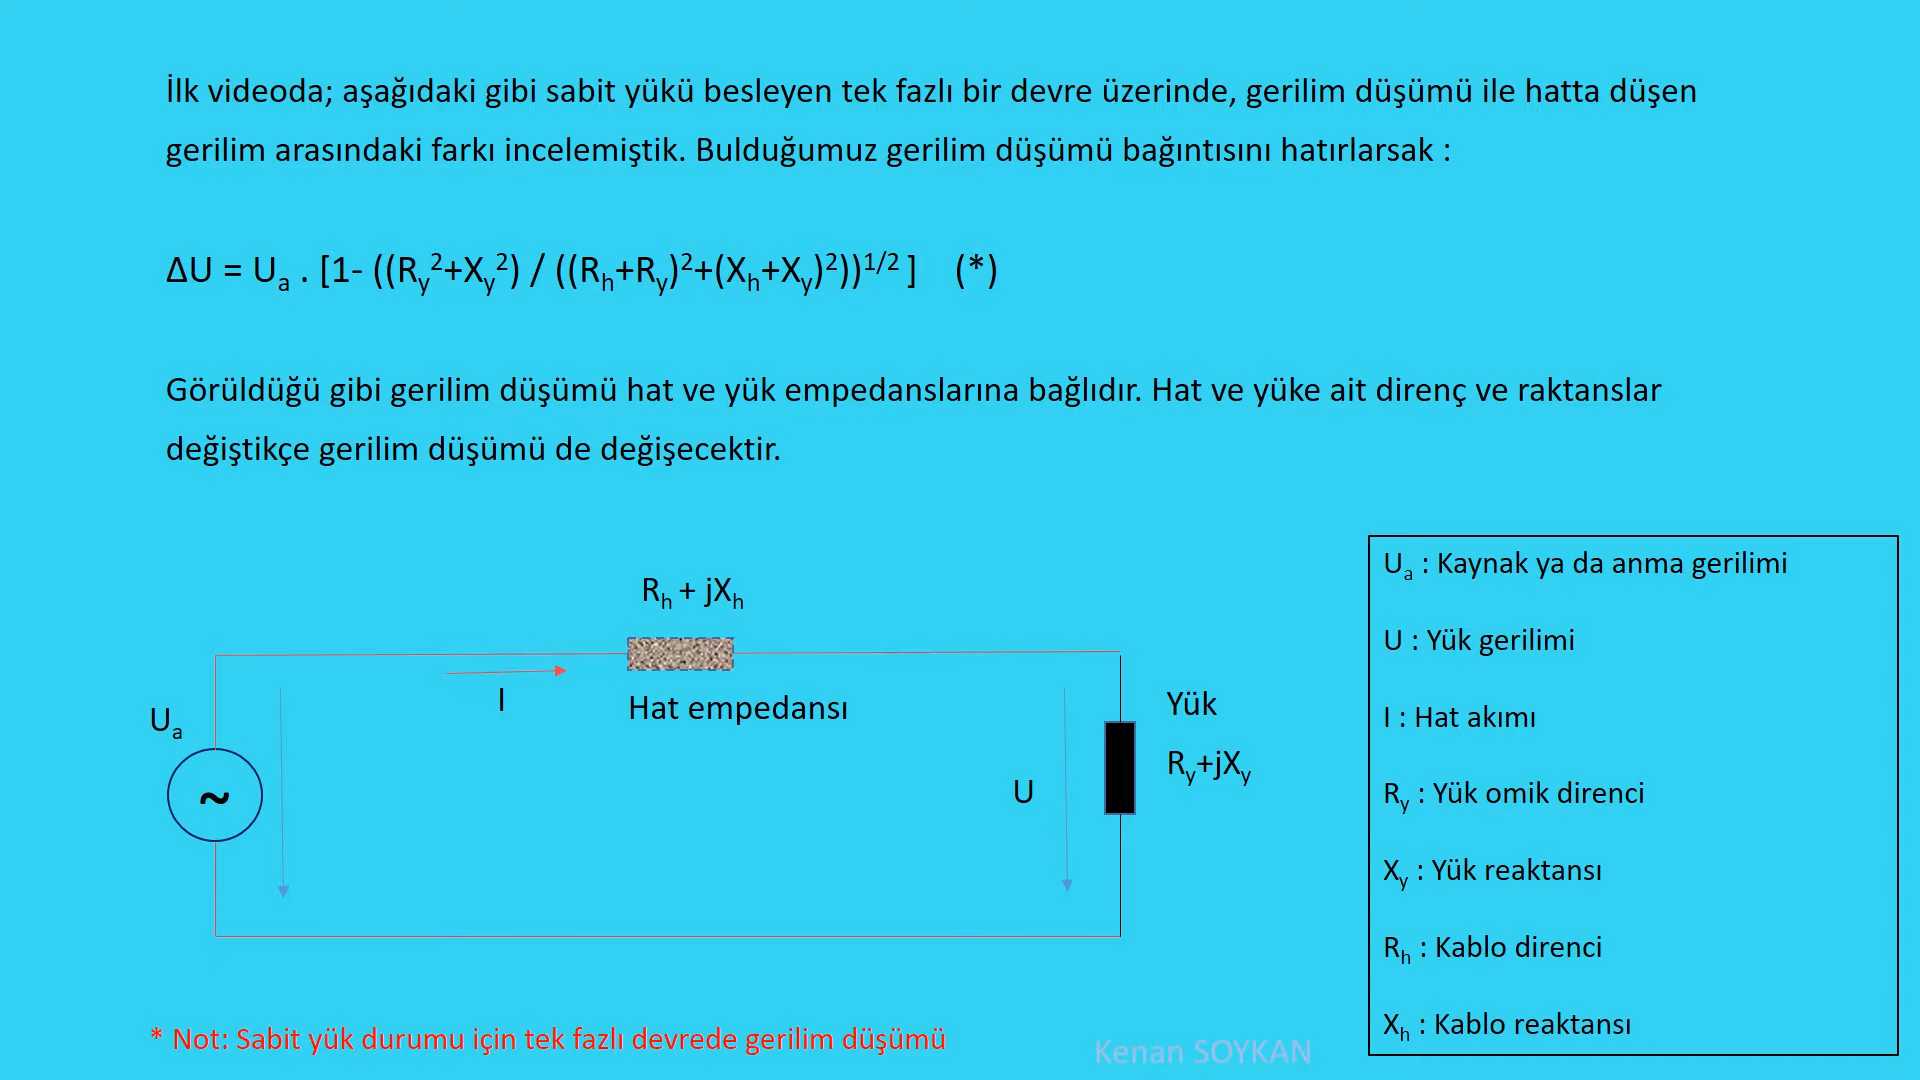 İlk videoda; aşağıdaki gibi sabit yükü besleyen tek fazlı bir devre üzerinde, gerilim düşümü ile hatta düşen
gerilim arasındaki farkı incelemiştik. Bulduğumuz gerilim düşümü bağıntısını hatırlarsak :
ΔU = Uₐ . [1- ((Ry²+Xy²) / ((Rh+Ry)²+(Xh+Xy)²))^1/2 ] (*)
Görüldüğü gibi gerilim düşümü hat ve yük empedanslarına bağlıdır. Hat ve yüke ait direnç ve raktanslar
değiştikçe gerilim düşümü de değişecektir.
Rh + jXh
I
Hat empedansı
Ua
~
U
Yük
Ry+jXy
Ua : Kaynak ya da anma gerilimi
U : Yük gerilimi
I : Hat akımı
Ry : Yük omik direnci
Xy : Yük reaktansı
Rh : Kablo direnci
Xh : Kablo reaktansı
* Not: Sabit yük durumu için tek fazlı devrede gerilim düşümü
Kenan SOYKAN